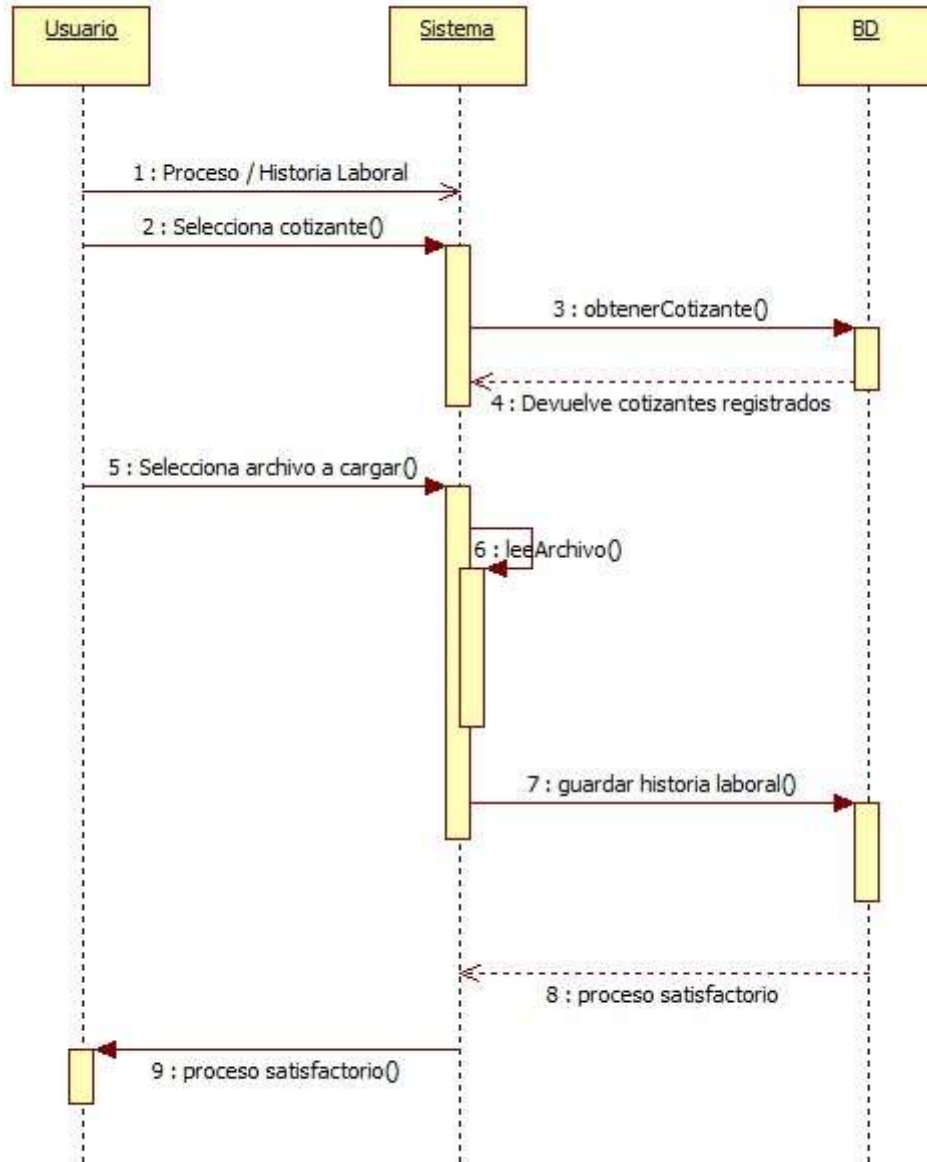 Usuario
Sistema
BD
1 : Proceso / Historia Laboral
2 : Selecciona cotizante()
3 : obtenerCotizante()
4 : Devuelve cotizantes registrados
5 : Selecciona archivo a cargar()
6 : leeArchivo()
7 : guardar historia laboral()
8 : proceso satisfactorio
9 : proceso satisfactorio()